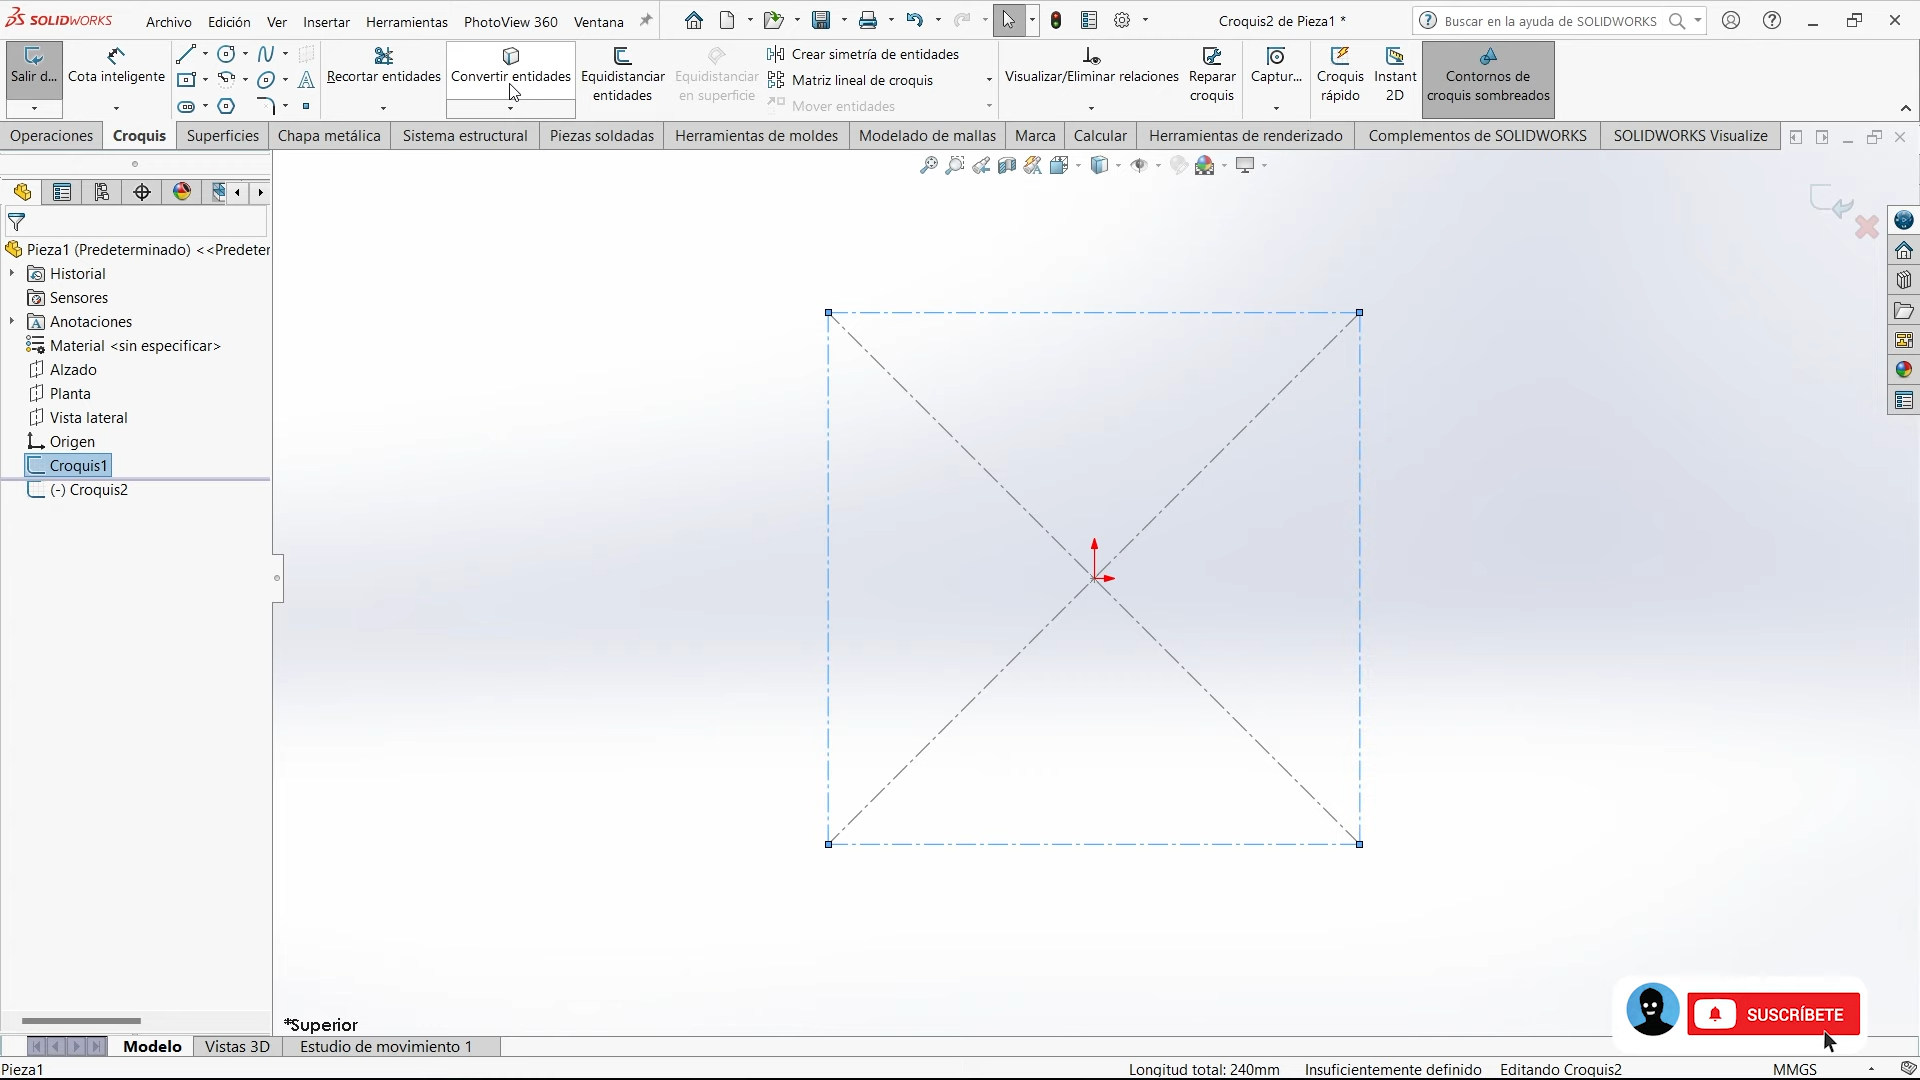 SOLIDWORKS
Archivo Edición Ver Insertar Herramientas PhotoView 360 Ventana
Croquis2 de Pieza1 *
Buscar en la ayuda de SOLIDWORKS
Salir d...
Cota inteligente
Recortar entidades
Convertir entidades
Equidistanciar entidades
Equidistanciar en superficie
Crear simetría de entidades
Matriz lineal de croquis
Mover entidades
Visualizar/Eliminar relaciones
Reparar croquis
Captur...
Croquis rápido
Instant 2D
Contornos de croquis sombreados
Operaciones Croquis Superficies Chapa metálica Sistema estructural Piezas soldadas Herramientas de moldes Modelado de mallas Marca Calcular Herramientas de renderizado Complementos de SOLIDWORKS SOLIDWORKS Visualize
Pieza1 (Predeterminado) <<Predeter
Historial
Sensores
Anotaciones
Material <sin especificar>
Alzado
Planta
Vista lateral
Origen
Croquis1
(-) Croquis2
*Superior
SUSCRÍBETE
Modelo Vistas 3D Estudio de movimiento 1
Pieza1
Longitud total: 240mm Insuficientemente definido Editando Croquis2 MMGS